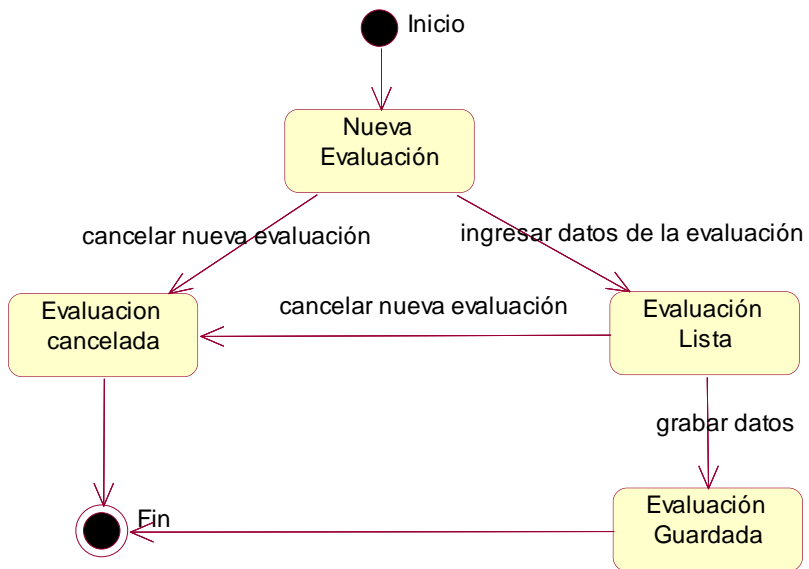 Inicio
Nueva
Evaluación
cancelar nueva evaluación
ingresar datos de la evaluación
Evaluacion
cancelada
cancelar nueva evaluación
Evaluación
Lista
grabar datos
Fin
Evaluación
Guardada